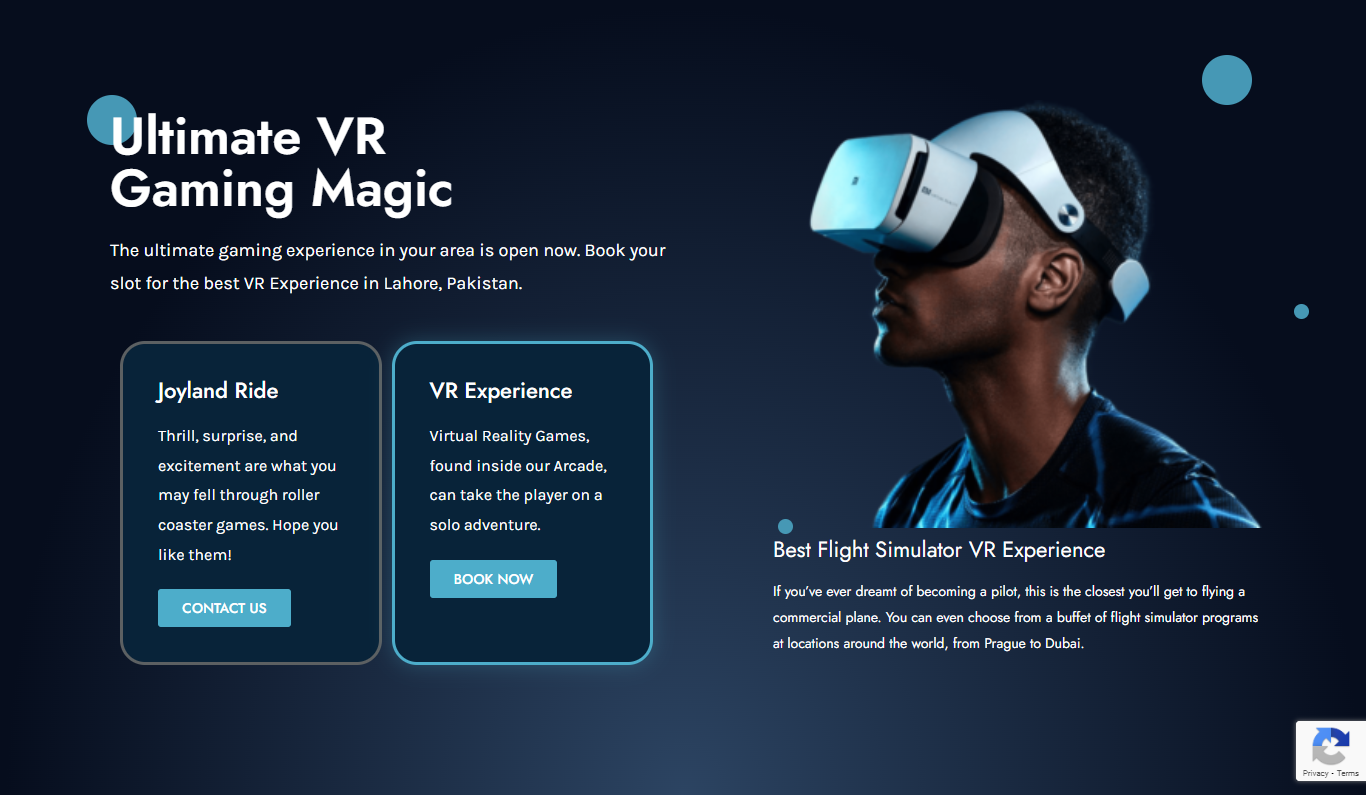 Ultimate VR
Gaming Magic
The ultimate gaming experience in your area is open now. Book your
slot for the best VR Experience in Lahore, Pakistan.
Joyland Ride
Thrill, surprise, and
excitement are what you
may fell through roller
coaster games. Hope you
like them!
CONTACT US
VR Experience
Virtual Reality Games,
found inside our Arcade,
can take the player on a
solo adventure.
BOOK NOW
Best Flight Simulator VR Experience
If you’ve ever dreamt of becoming a pilot, this is the closest you’ll get to flying a
commercial plane. You can even choose from a buffet of flight simulator programs
at locations around the world, from Prague to Dubai.
Privacy - Terms